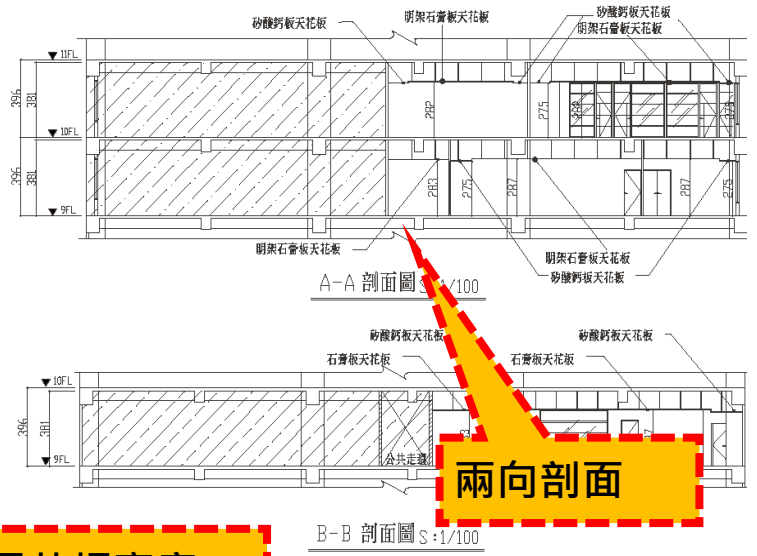 矽酸鈣板天花板
明架石膏板天花板
矽酸鈣板天花板
明架石膏板天花板
11FL
10FL
9FL
396
381
396
381
282
275
288
275
283
275
287
287
275
明架石膏板天花板
明架石膏板天花板
矽酸鈣板天花板
A-A 剖面圖 S:1/100
矽酸鈣板天花板
矽酸鈣板天花板
石膏板天花板
石膏板天花板
10FL
9FL
396
381
公共走
兩向剖面
B-B 剖面圖 S:1/100